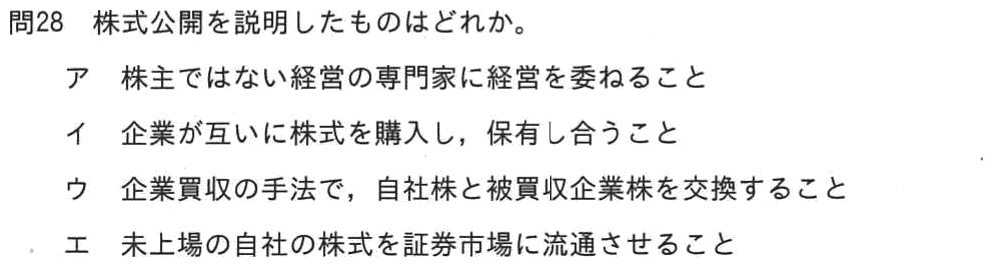 問28 株式公開を説明したものはどれか。
ア 株主ではない経営の専門家に経営を委ねること
イ 企業が互いに株式を購入し，保有し合うこと
ウ 企業買収の手法で，自社株と被買収企業株を交換すること
エ 未上場の自社の株式を証券市場に流通させること